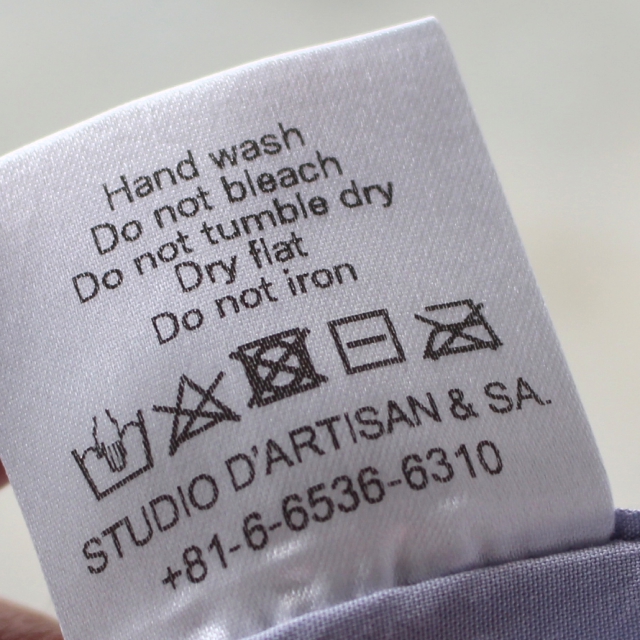 Hand wash
Do not bleach
Do not tumble dry
Dry flat
Do not iron
STUDIO D'ARTISAN & SA.
+81-6-6536-6310